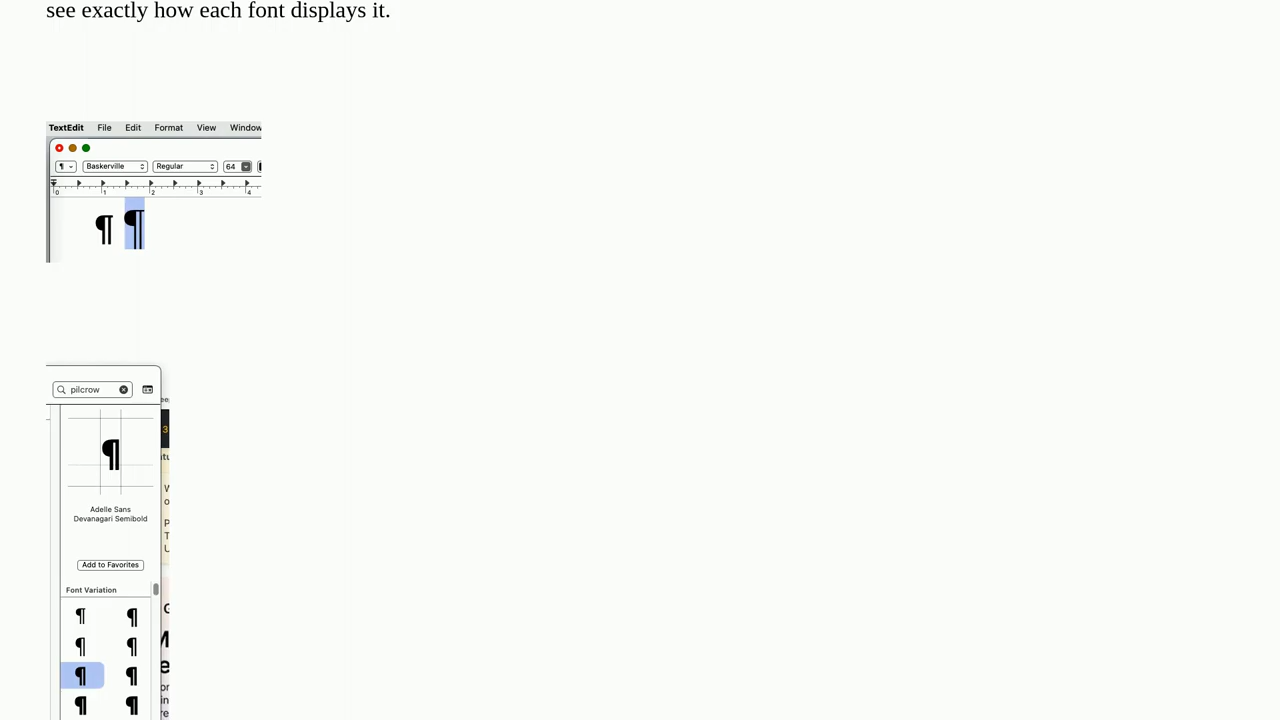 see exactly how each font displays it.
TextEdit File Edit Format View Window
¶ Baskerville Regular 64
0 1 2 3 4
¶ ¶
pilcrow
3
¶
Adelle Sans
Devanagari Semibold
Add to Favorites
Font Variation
¶ ¶
¶ ¶
¶ ¶
¶ ¶